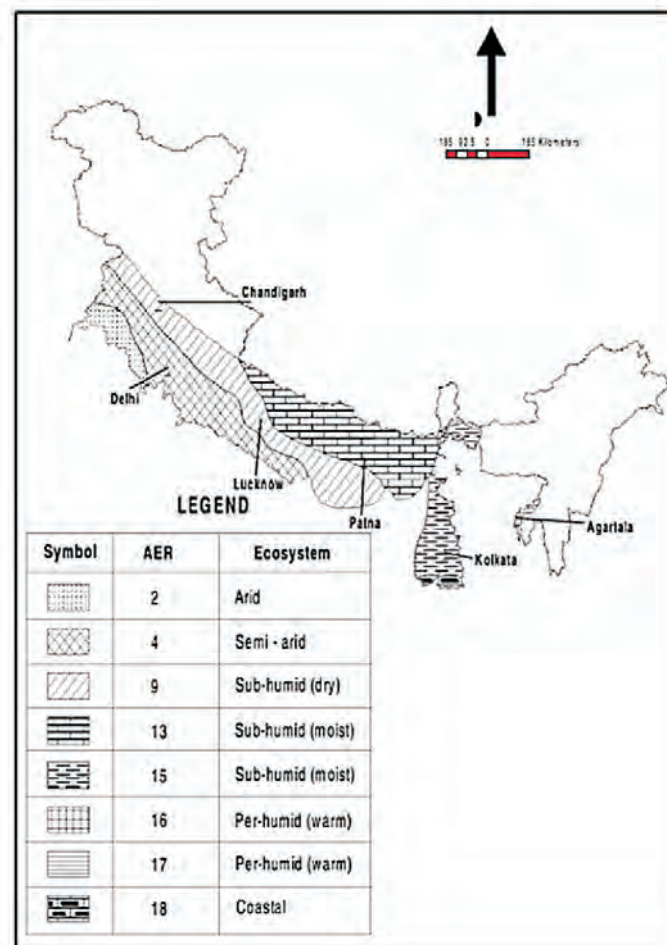 185 92.5 0 185 Kilometers
Chandigarh
Delhi
Lucknow
Patna
Agartala
Kolkata
LEGEND
Symbol AER Ecosystem
2 Arid
4 Semi - arid
9 Sub-humid (dry)
13 Sub-humid (moist)
15 Sub-humid (moist)
16 Per-humid (warm)
17 Per-humid (warm)
18 Coastal